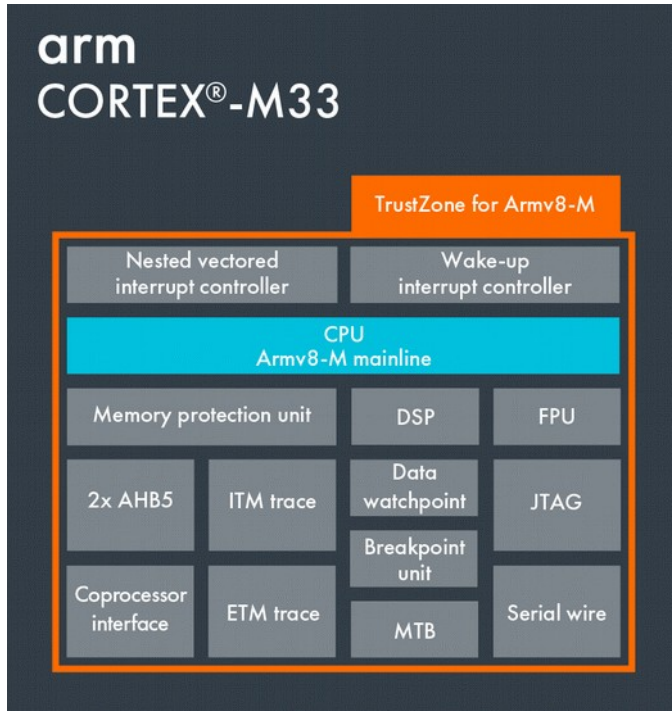 arm
CORTEX®-M33
TrustZone for Armv8-M
Nested vectored
interrupt controller
Wake-up
interrupt controller
CPU
Armv8-M mainline
Memory protection unit
DSP
FPU
2x AHB5
ITM trace
Data
watchpoint
JTAG
Breakpoint
unit
Coprocessor
interface
ETM trace
MTB
Serial wire